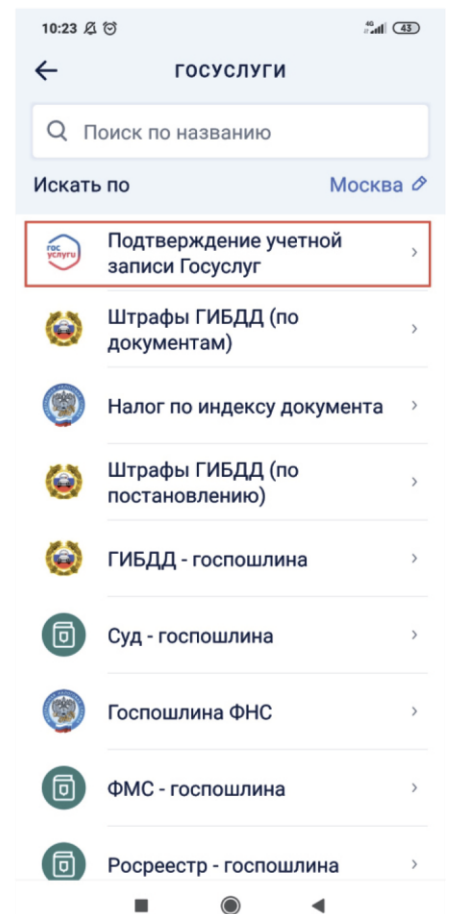 10:23
4G
43
ГОСУСЛУГИ
Поиск по названию
Искать по
Москва
гос
услуги
Подтверждение учетной
записи Госуслуг
Штрафы ГИБДД (по
документам)
Налог по индексу документа
Штрафы ГИБДД (по
постановлению)
ГИБДД - госпошлина
Суд - госпошлина
Госпошлина ФНС
ФМС - госпошлина
Росреестр - госпошлина